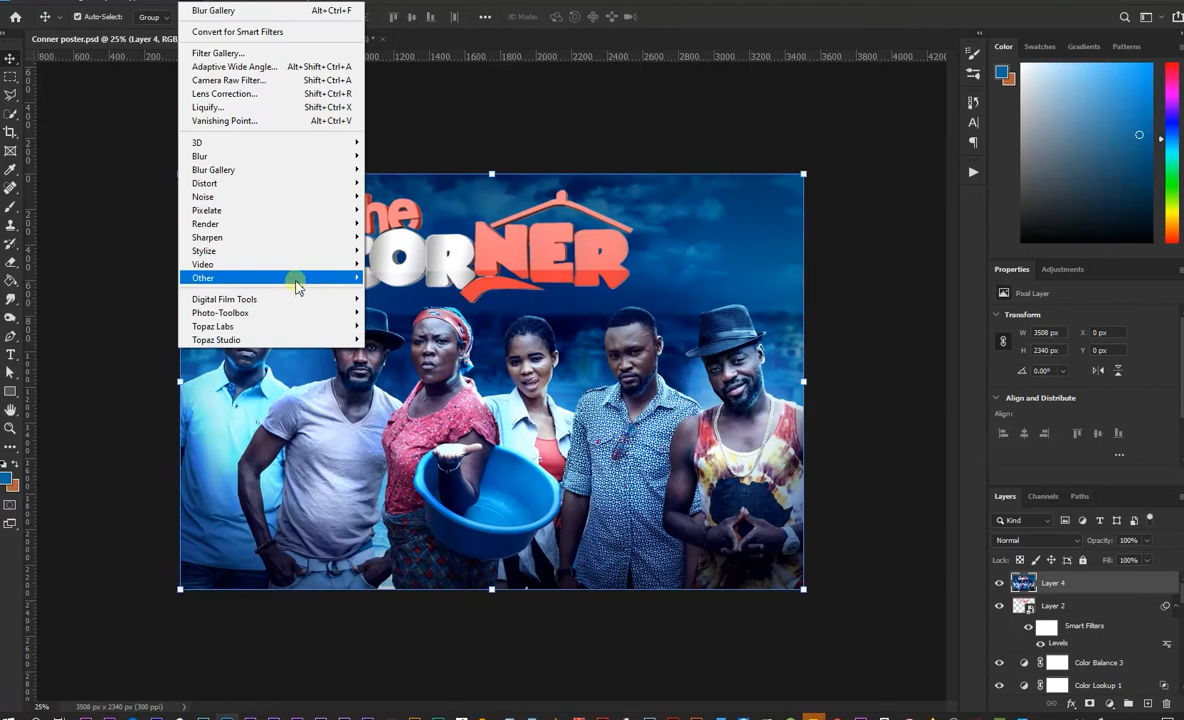 Blur Gallery Alt+Ctrl+F
Auto-Select: Group
3D Mode:
Convert for Smart Filters
Conner poster.psd @ 25% (Layer 4, RGB
Filter Gallery...
Adaptive Wide Angle... Alt+Shift+Ctrl+A
Camera Raw Filter... Shift+Ctrl+A
Lens Correction... Shift+Ctrl+R
Liquify... Shift+Ctrl+X
Vanishing Point... Alt+Ctrl+V
3D
Blur
Blur Gallery
Distort
Noise
Pixelate
Render
Sharpen
Stylize
Video
Other
Digital Film Tools
Photo-Toolbox
Topaz Labs
Topaz Studio
800 600 400 200
1200 1400 1600 1800 2000 2200 2400 2600 2800 3000 3200 3400 3600 3800 4000 4200
he
CORNER
Color Swatches Gradients Patterns
Properties Adjustments
Pixel Layer
Transform
W 3508 px X 0 px
H 2340 px Y 0 px
0.00°
Align and Distribute
Align:
Layers Channels Paths
Kind
Normal Opacity: 100%
Lock: Fill: 100%
Layer 4
Layer 2
Smart Filters
Levels
Color Balance 3
Color Lookup 1
25% 3508 px x 2340 px (300 ppi)